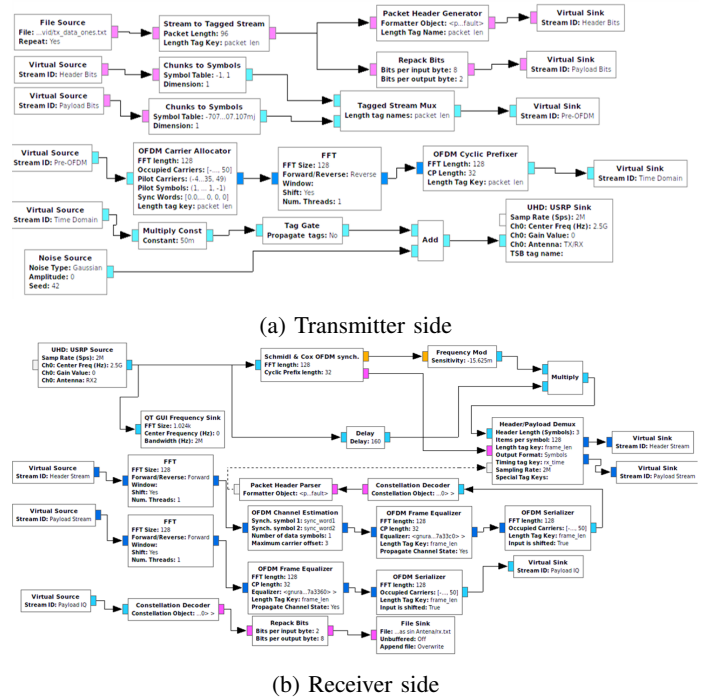 File Source
File: ...vid/tx_data_ones.txt
Repeat: Yes
Stream to Tagged Stream
Packet Length: 96
Length Tag Key: packet_len
Packet Header Generator
Formatter Object: <p...fault>
Length Tag Name: packet_len
Virtual Sink
Stream ID: Header Bits
Virtual Source
Stream ID: Header Bits
Chunks to Symbols
Symbol Table: -1, 1
Dimension: 1
Repack Bits
Bits per input byte: 8
Bits per output byte: 2
Virtual Sink
Stream ID: Payload Bits
Virtual Source
Stream ID: Payload Bits
Chunks to Symbols
Symbol Table: -707...07.107mj
Dimension: 1
Tagged Stream Mux
Length tag names: packet_len
Virtual Sink
Stream ID: Pre-OFDM
Virtual Source
Stream ID: Pre-OFDM
OFDM Carrier Allocator
FFT length: 128
Occupied Carriers: [-..., 50]
Pilot Carriers: (-4...35, 49)
Pilot Symbols: (1, ... 1, -1)
Sync Words: [0.0,... 0, 0, 0]
Length tag key: packet_len
FFT
FFT Size: 128
Forward/Reverse: Reverse
Window:
Shift: Yes
Num. Threads: 1
OFDM Cyclic Prefixer
FFT Length: 128
CP Length: 32
Length Tag Key: packet_len
Virtual Sink
Stream ID: Time Domain
Virtual Source
Stream ID: Time Domain
Multiply Const
Constant: 50m
Tag Gate
Propagate tags: No
Add
UHD: USRP Sink
Samp Rate (Sps): 2M
Ch0: Center Freq (Hz): 2.5G
Ch0: Gain Value: 0
Ch0: Antenna: TX/RX
TSB tag name:
Noise Source
Noise Type: Gaussian
Amplitude: 0
Seed: 42
(a) Transmitter side
UHD: USRP Source
Samp Rate (Sps): 2M
Ch0: Center Freq (Hz): 2.5G
Ch0: Gain Value: 0
Ch0: Antenna: RX2
Schmidl & Cox OFDM synch.
FFT length: 128
Cyclic Prefix length: 32
Frequency Mod
Sensitivity: -15.625m
Multiply
QT GUI Frequency Sink
FFT Size: 1.024k
Center Frequency (Hz): 0
Bandwidth (Hz): 2M
Delay
Delay: 160
Header/Payload Demux
Header Length (Symbols): 3
Items per symbol: 128
Length tag key: frame_len
Output Format: Symbols
Timing tag key: rx_time
Sampling Rate: 2M
Special Tag Keys:
Virtual Sink
Stream ID: Header Stream
Virtual Sink
Stream ID: Payload Stream
Virtual Source
Stream ID: Header Stream
FFT
FFT Size: 128
Forward/Reverse: Forward
Window:
Shift: Yes
Num. Threads: 1
Packet Header Parser
Formatter Object: <p...fault>
Constellation Decoder
Constellation Object: ...0> >
Virtual Source
Stream ID: Payload Stream
FFT
FFT Size: 128
Forward/Reverse: Forward
Window:
Shift: Yes
Num. Threads: 1
OFDM Channel Estimation
Synch. symbol 1: sync_word1
Synch. symbol 2: sync_word2
Number of data symbols: 1
Maximum carrier offset: 3
OFDM Frame Equalizer
FFT length: 128
CP length: 32
Equalizer: <gnura...7a33c0> >
Length Tag Key: frame_len
Propagate Channel State: Yes
OFDM Serializer
FFT length: 128
Occupied Carriers: [-..., 50]
Length Tag Key: frame_len
Input is shifted: True
OFDM Frame Equalizer
FFT length: 128
CP length: 32
Equalizer: <gnura...7a3360> >
Length Tag Key: frame_len
Propagate Channel State: Yes
OFDM Serializer
FFT length: 128
Occupied Carriers: [-..., 50]
Length Tag Key: frame_len
Input is shifted: True
Virtual Sink
Stream ID: Payload IQ
Virtual Source
Stream ID: Payload IQ
Constellation Decoder
Constellation Object: ...0> >
Repack Bits
Bits per input byte: 2
Bits per output byte: 8
File Sink
File: ...as sin Antena/rx.txt
Unbuffered: Off
Append file: Overwrite
(b) Receiver side